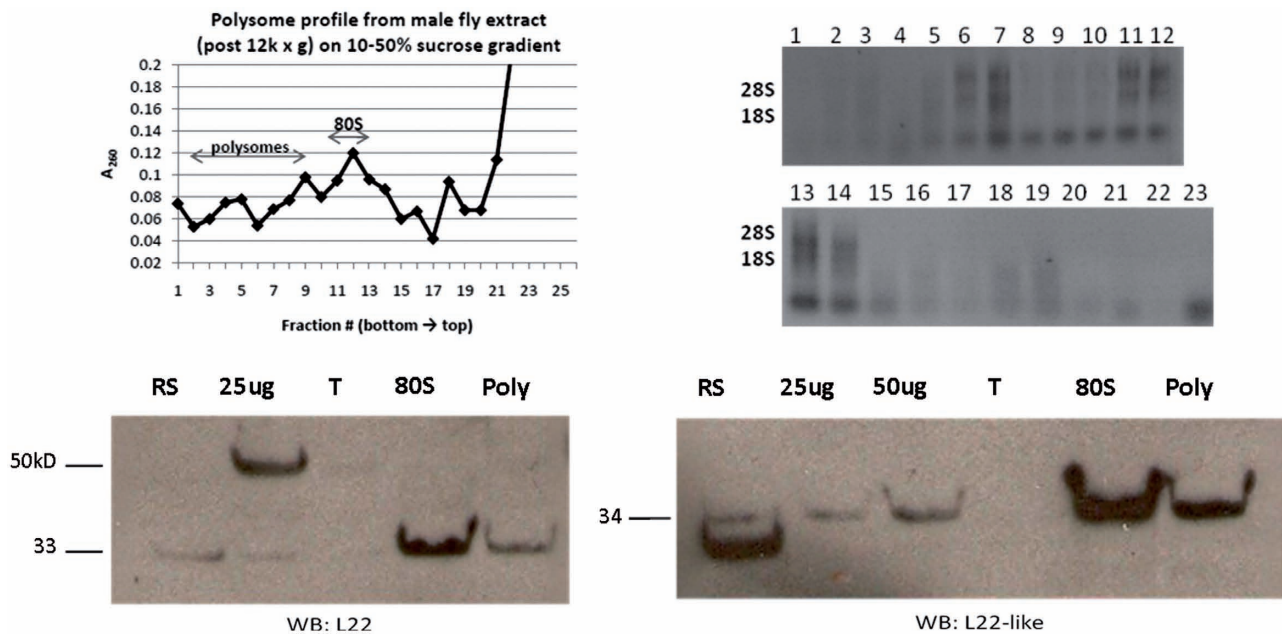 Polysome profile from male fly extract
(post 12k x g) on 10-50% sucrose gradient
0.2
0.18
0.16
0.14
0.12
0.1
0.08
0.06
0.04
0.02
A260
polysomes
80S
1 3 5 7 9 11 13 15 17 19 21 23 25
Fraction # (bottom → top)
1 2 3 4 5 6 7 8 9 10 11 12
28S
18S
13 14 15 16 17 18 19 20 21 22 23
28S
18S
RS 25ug T 80S Poly
50kD
33
WB: L22
RS 25ug 50ug T 80S Poly
34
WB: L22-like